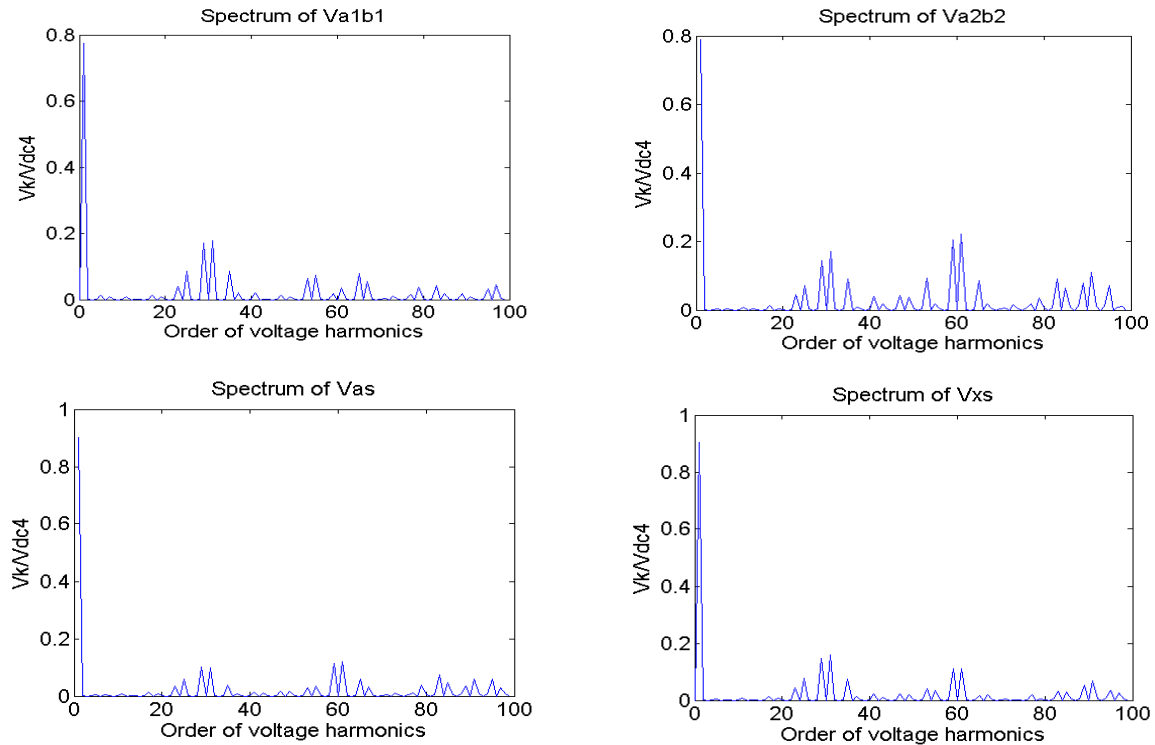 Spectrum of Va1b1
Vk/Vdc4
0.8
0.6
0.4
0.2
0
0 20 40 60 80 100
Order of voltage harmonics
Spectrum of Va2b2
Vk/Vdc4
0.8
0.6
0.4
0.2
0
0 20 40 60 80 100
Order of voltage harmonics
Spectrum of Vas
Vk/Vdc4
1
0.8
0.6
0.4
0.2
0
0 20 40 60 80 100
Order of voltage harmonics
Spectrum of Vxs
Vk/Vdc4
1
0.8
0.6
0.4
0.2
0
0 20 40 60 80 100
Order of voltage harmonics